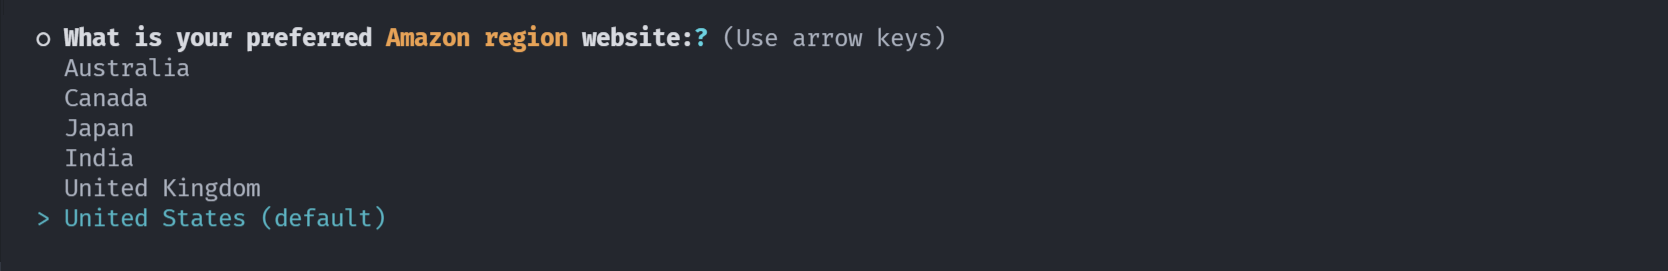 ○ What is your preferred Amazon region website:? (Use arrow keys)
Australia
Canada
Japan
India
United Kingdom
> United States (default)